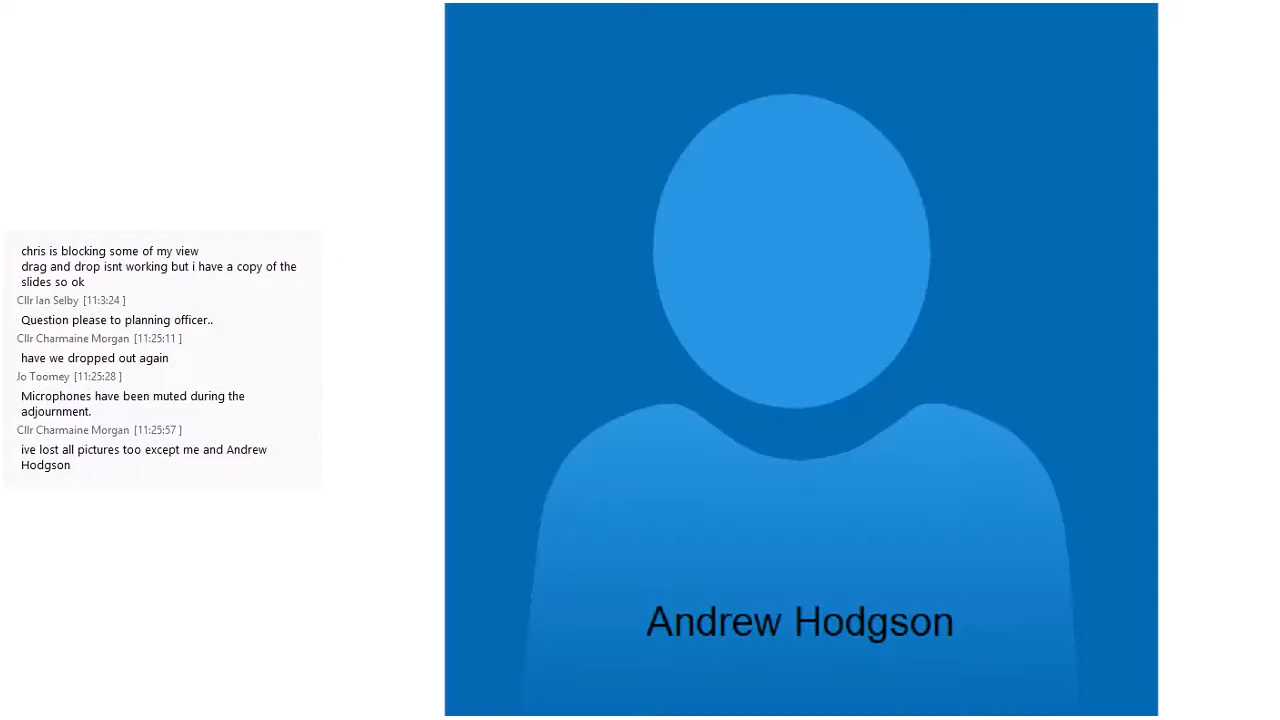 chris is blocking some of my view
drag and drop isnt working but i have a copy of the
slides so ok
Cllr Ian Selby [11:3:24 ]
Question please to planning officer..
Cllr Charmaine Morgan [11:25:11 ]
have we dropped out again
Jo Toomey [11:25:28 ]
Microphones have been muted during the
adjournment.
Cllr Charmaine Morgan [11:25:57 ]
ive lost all pictures too except me and Andrew
Hodgson
Andrew Hodgson